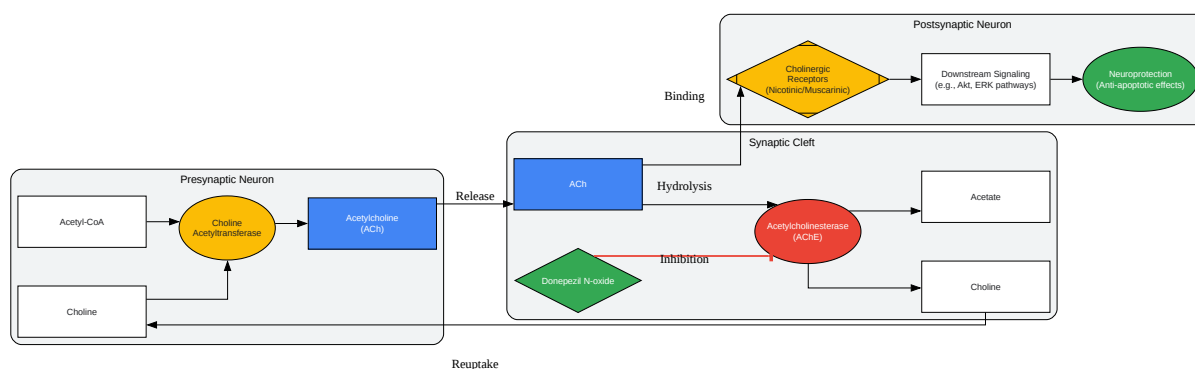 Postsynaptic Neuron
Cholinergic
Receptors
(Nicotinic/Muscarinic)
Downstream Signaling
(e.g., Akt, ERK pathways)
Neuroprotection
(Anti-apoptotic effects)
Binding
Synaptic Cleft
Presynaptic Neuron
Acetyl-CoA
Choline
Acetyltransferase
Acetylcholine
(ACh)
Release
ACh
Hydrolysis
Acetylcholinesterase
(AChE)
Acetate
Inhibition
Donepezil N-oxide
Choline
Choline
Reuptake